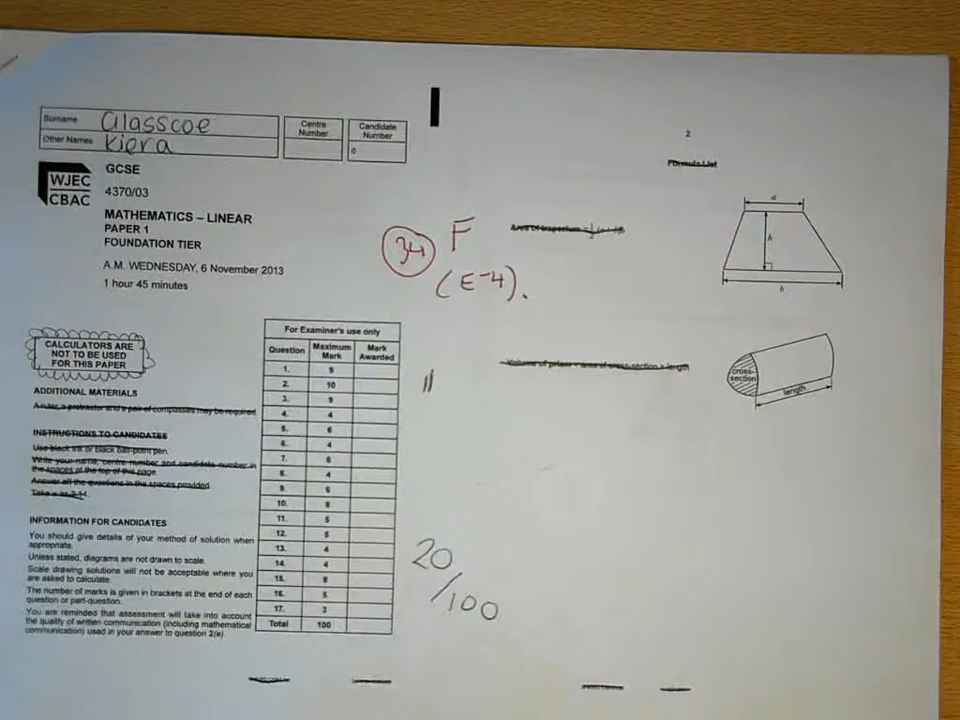 Surname Glasscoe
Other Names Kiera
Centre Number
Candidate Number
0
WJEC
CBAC
GCSE
4370/03
MATHEMATICS – LINEAR
PAPER 1
FOUNDATION TIER
A.M. WEDNESDAY, 6 November 2013
1 hour 45 minutes
CALCULATORS ARE
NOT TO BE USED
FOR THIS PAPER
ADDITIONAL MATERIALS
A ruler, a protractor and a pair of compasses may be required
INSTRUCTIONS TO CANDIDATES
Use black ink or black ball-point pen.
Write your name, centre number and candidate number in
the spaces at the top of this page.
Answer all the questions in the spaces provided
Take π as 3·14.
INFORMATION FOR CANDIDATES
You should give details of your method of solution when
appropriate.
Unless stated, diagrams are not drawn to scale.
Scale drawing solutions will not be acceptable where you
are asked to calculate.
The number of marks is given in brackets at the end of each
question or part-question.
You are reminded that assessment will take into account
the quality of written communication (including mathematical
communication) used in your answer to question 2(e)
For Examiner's use only
Question Maximum Mark Mark Awarded
1. 9
2. 10
3. 9
4. 4
5. 6
6. 4
7. 6
8. 4
9. 6
10. 8
11. 5
12. 5
13. 4
14. 4
15. 8
16. 5
17. 3
Total 100
34 F
(E-4).
11
20
/100
2
Formula List
Area of trapezium
a
h
b
Volume of prism = area of cross-section x length
cross-
section
length